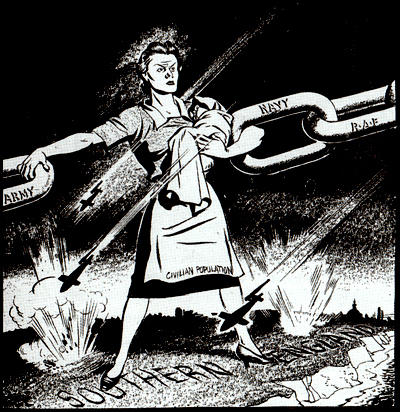 NAVY
R·A·F
ARMY
CIVILIAN POPULATION
SOUTHERN ENGLAND